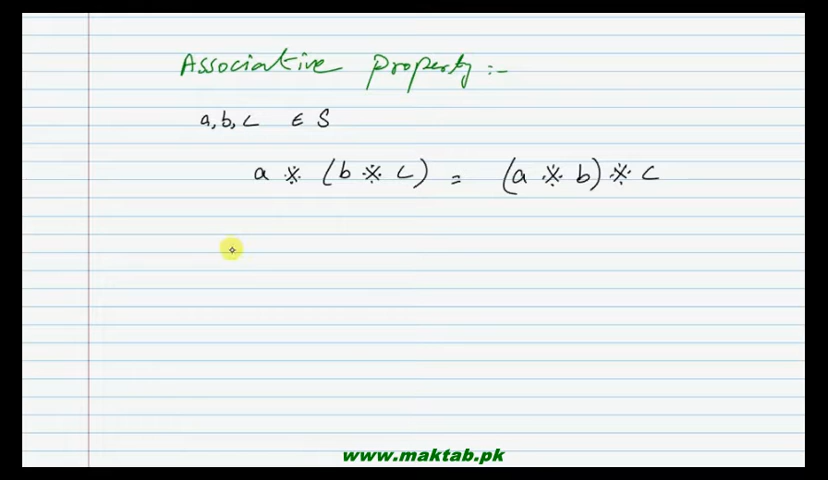 Associative property :-
a, b, c ∈ S
a ※ (b ※ c) = (a ※ b) ※ c
www.maktab.pk